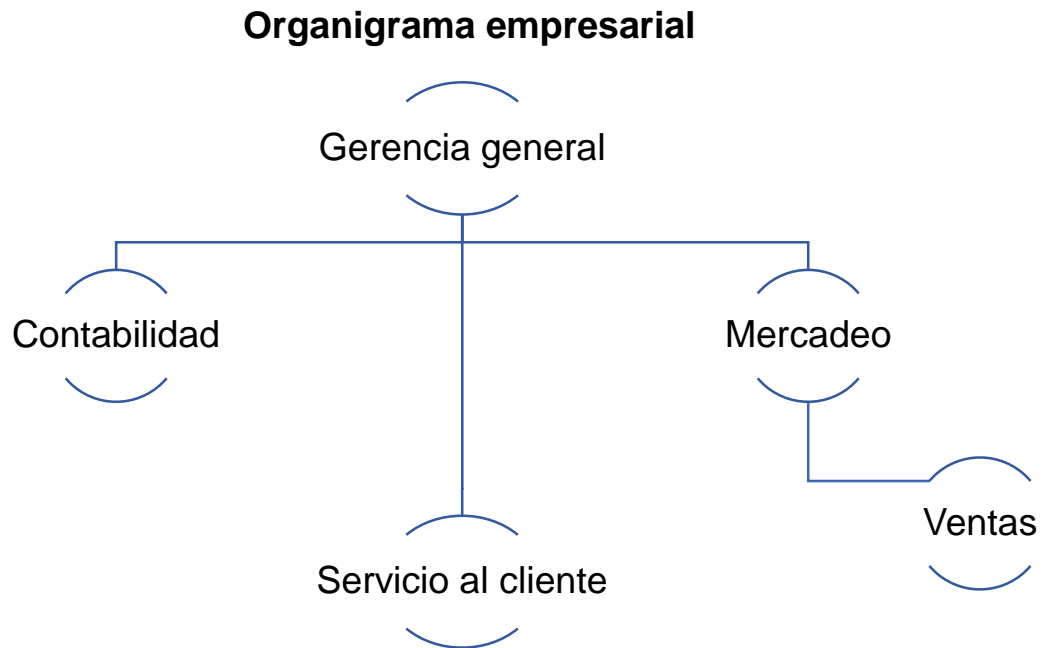 Organigrama empresarial
Gerencia general
Contabilidad
Mercadeo
Ventas
Servicio al cliente